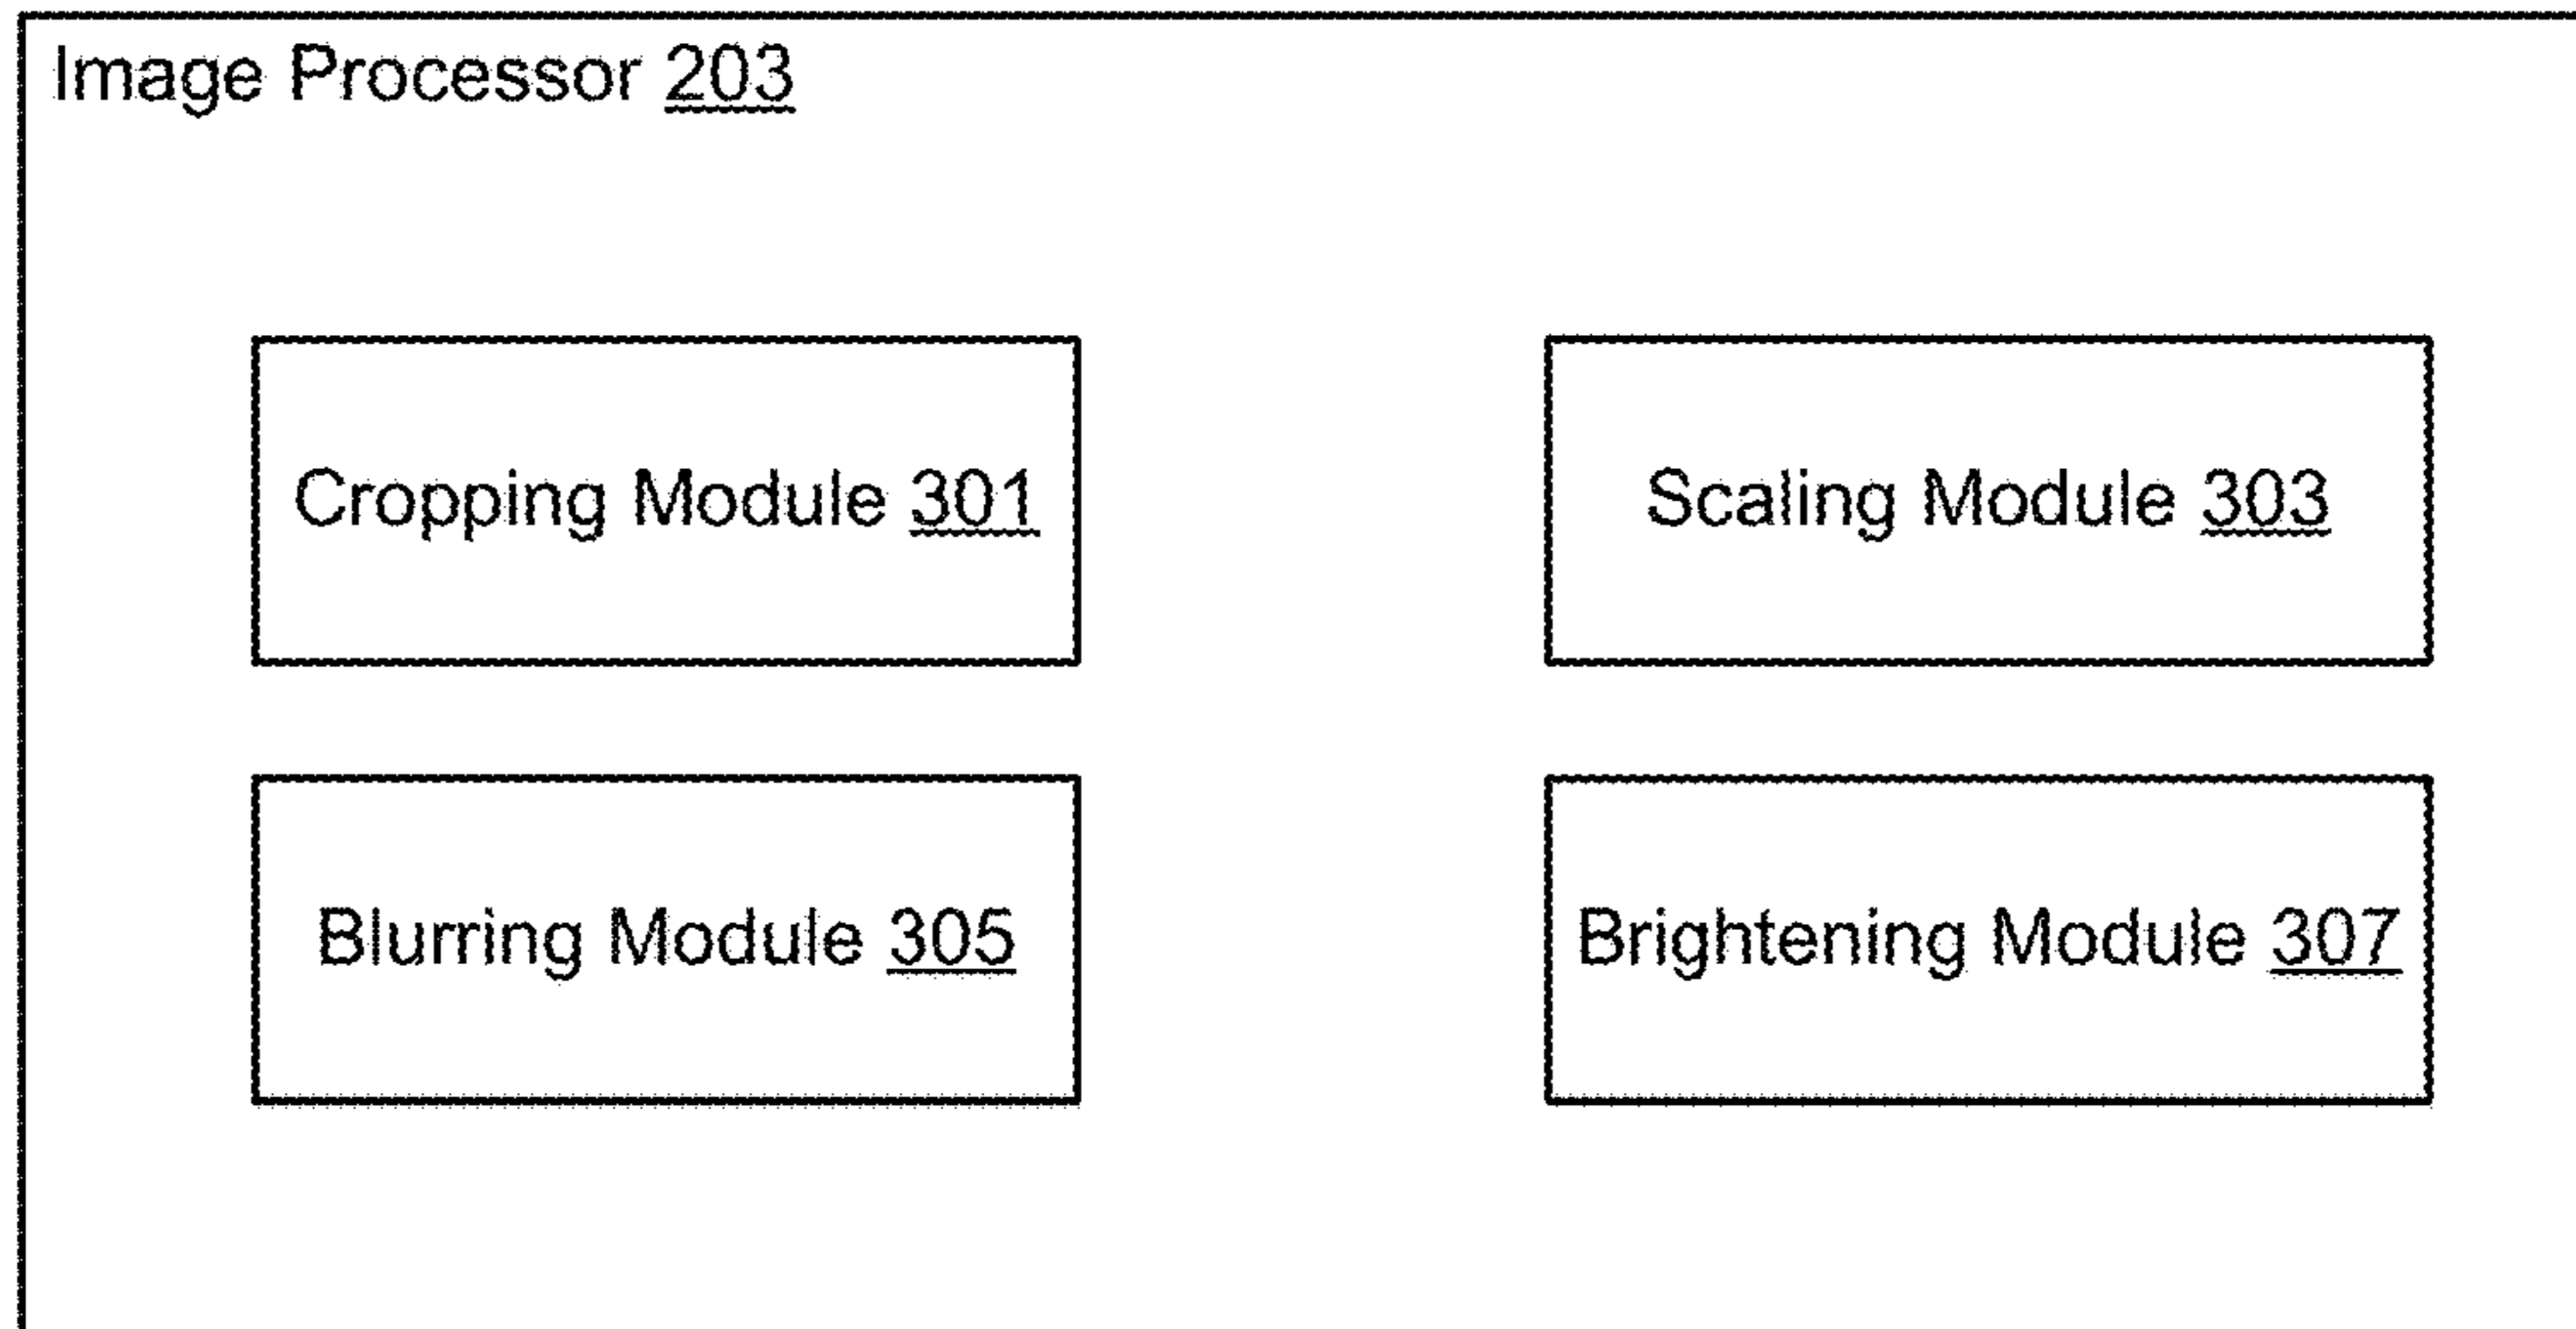 Image Processor 203
Cropping Module 301
Scaling Module 303
Blurring Module 305
Brightening Module 307